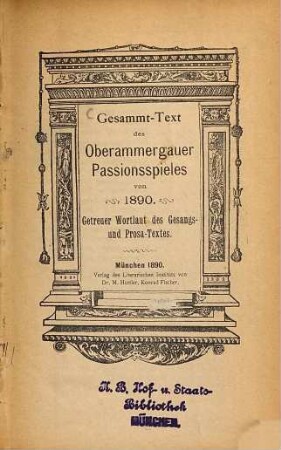 Gesammt-Text
des
Oberammergauer
Passionsspieles
von
1890.
Getreuer Wortlaut des Gesangs-
und Prosa-Textes.
München 1890.
Verlag des Literarischen Instituts von
Dr. M. Huttler, Konrad Fischer.
K. B. Hof- u. Staats-
Bibliothek
MÜNCHEN.